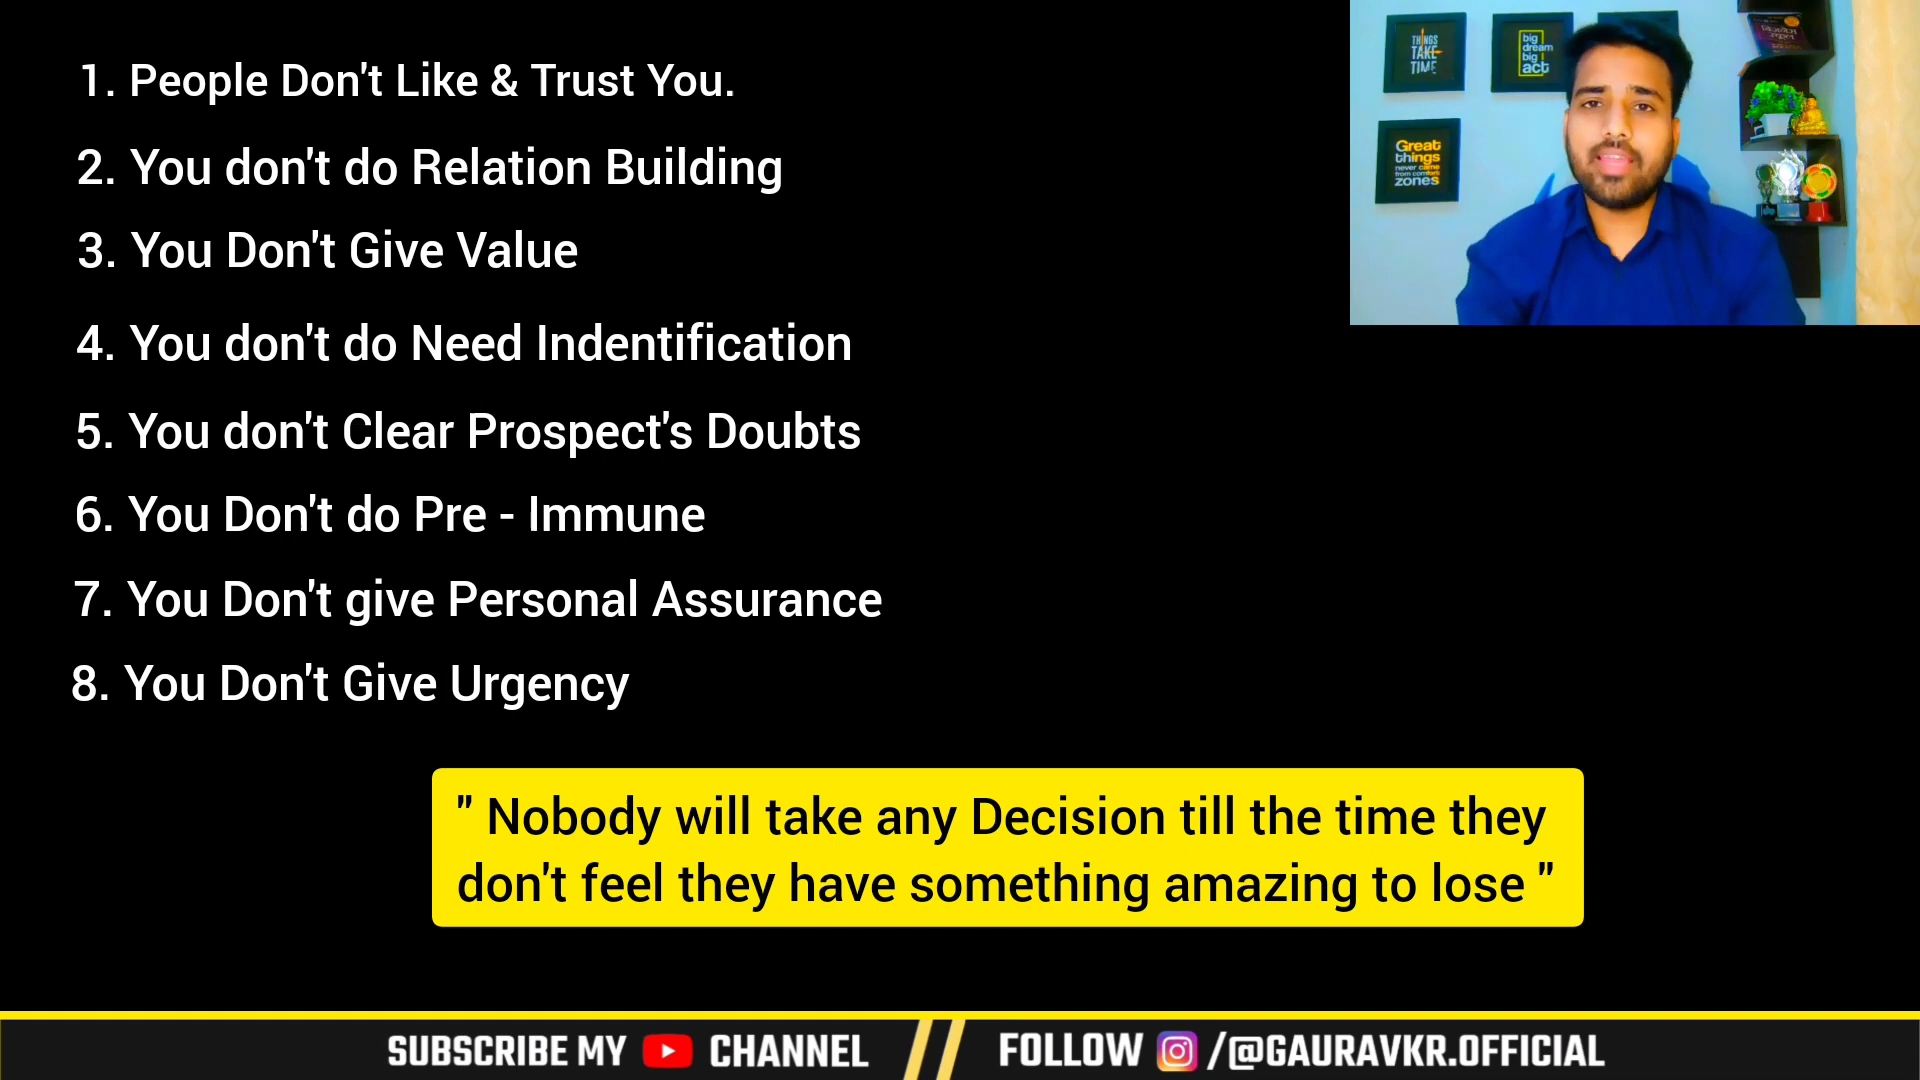 1. People Don't Like & Trust You.
2. You don't do Relation Building
3. You Don't Give Value
4. You don't do Need Indentification
5. You don't Clear Prospect's Doubts
6. You Don't do Pre - Immune
7. You Don't give Personal Assurance
8. You Don't Give Urgency
" Nobody will take any Decision till the time they
don't feel they have something amazing to lose "
THINGS
TAKE
TIME
big
dream
big
act
Great
things
never came
from comfort
zones
SUBSCRIBE MY CHANNEL // FOLLOW /@GAURAVKR.OFFICIAL